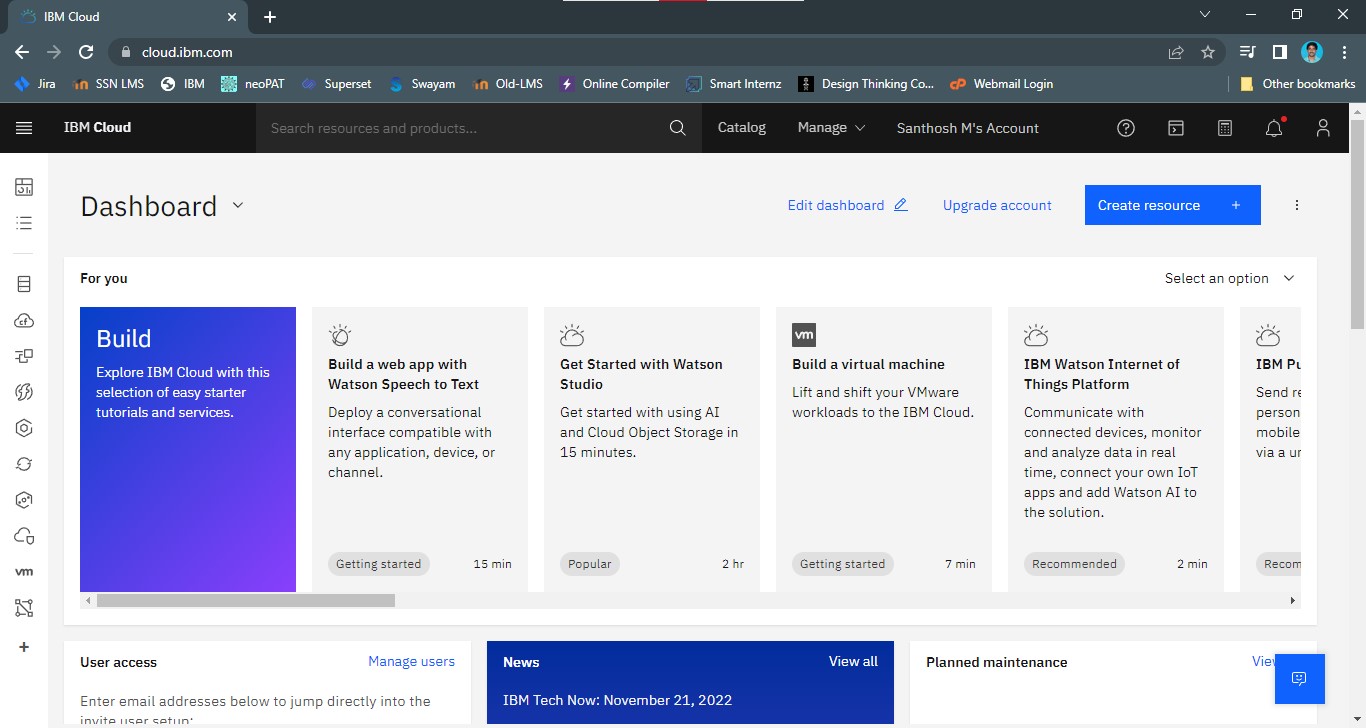 IBM Cloud
cloud.ibm.com
Jira SSN LMS IBM neoPAT Superset Swayam Old-LMS Online Compiler Smart Internz Design Thinking Co... Webmail Login Other bookmarks
IBM Cloud Search resources and products... Catalog Manage Santhosh M's Account
Dashboard Edit dashboard Upgrade account Create resource +
For you Select an option
Build
Explore IBM Cloud with this
selection of easy starter
tutorials and services.
Build a web app with
Watson Speech to Text
Deploy a conversational
interface compatible with
any application, device, or
channel.
Getting started 15 min
Get Started with Watson
Studio
Get started with using AI
and Cloud Object Storage in
15 minutes.
Popular 2 hr
vm
Build a virtual machine
Lift and shift your VMware
workloads to the IBM Cloud.
Getting started 7 min
IBM Watson Internet of
Things Platform
Communicate with
connected devices, monitor
and analyze data in real
time, connect your own IoT
apps and add Watson AI to
the solution.
Recommended 2 min
IBM Pu
Send re
person
mobile
via a ur
Recom
cf
vm
User access Manage users
Enter email addresses below to jump directly into the
invite user setup:
News View all
IBM Tech Now: November 21, 2022
Planned maintenance View